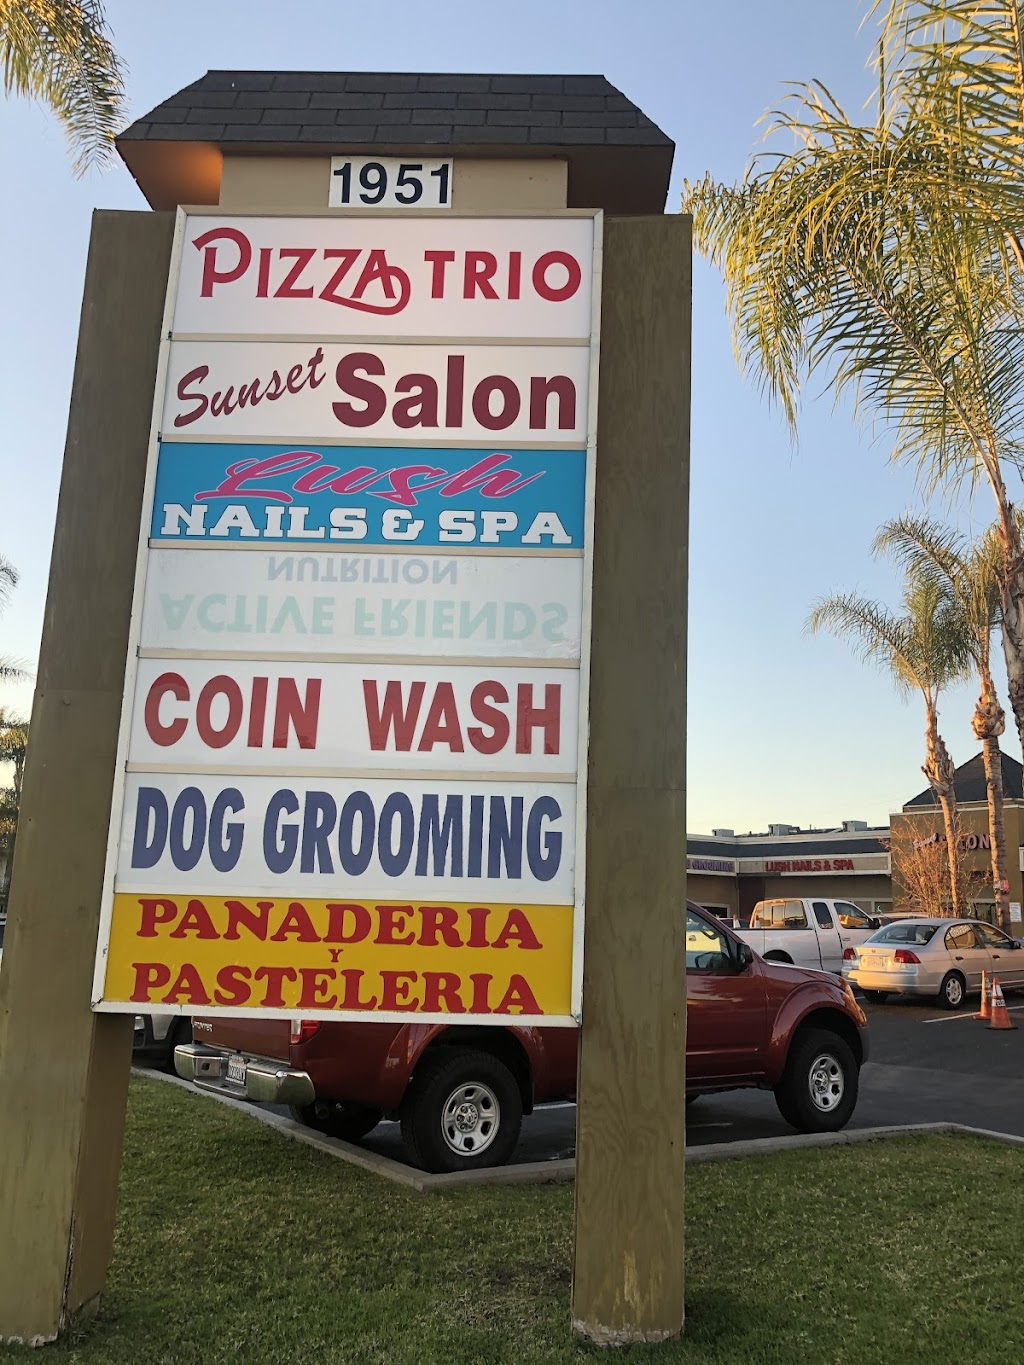 1951
PIZZA TRIO
Sunset Salon
Lush
NAILS & SPA
NUTRITION
ACTIVE FRIENDS
COIN WASH
DOG GROOMING
PANADERIA
Y
PASTELERIA
GROOMING
LUSH NAILS & SPA